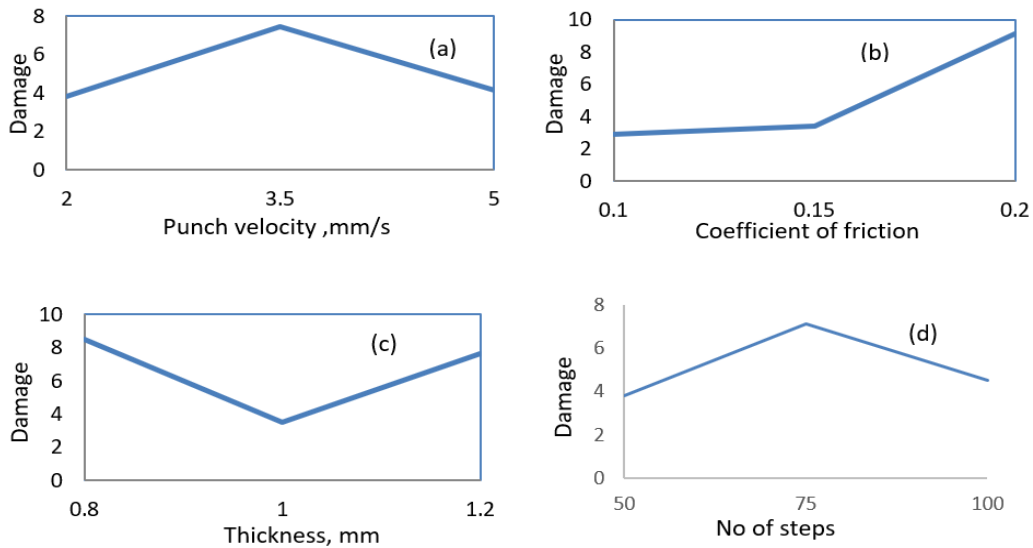 8
6
4
2
0
Damage
(a)
2 3.5 5
Punch velocity ,mm/s
10
8
6
4
2
0
Damage
(b)
0.1 0.15 0.2
Coefficient of friction
10
8
6
4
2
0
Damage
(c)
0.8 1 1.2
Thickness, mm
8
6
4
2
0
Damage
(d)
50 75 100
No of steps